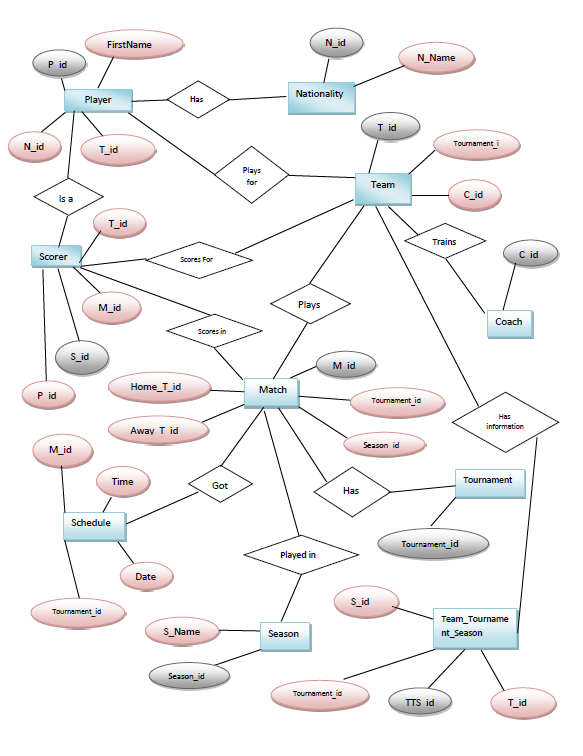 FirstName
N_id
P_id
N_Name
Player
Has
Nationality
T_id
Tournament_i
N_id
T_id
Plays
for
Team
C_id
Is a
T_id
Trains
Scorer
Scores For
C_id
M_id
Plays
Coach
Scores in
S_id
M_id
P_id
Home_T_id
Match
Tournament_id
Has
information
Away_T_id
Season_id
M_id
Time
Got
Has
Tournament
Schedule
Tournament_id
Played in
Date
Tournament_id
S_id
S_Name
Season
Team_Tourname
nt_Season
Season_id
Tournament_id
TTS_id
T_id